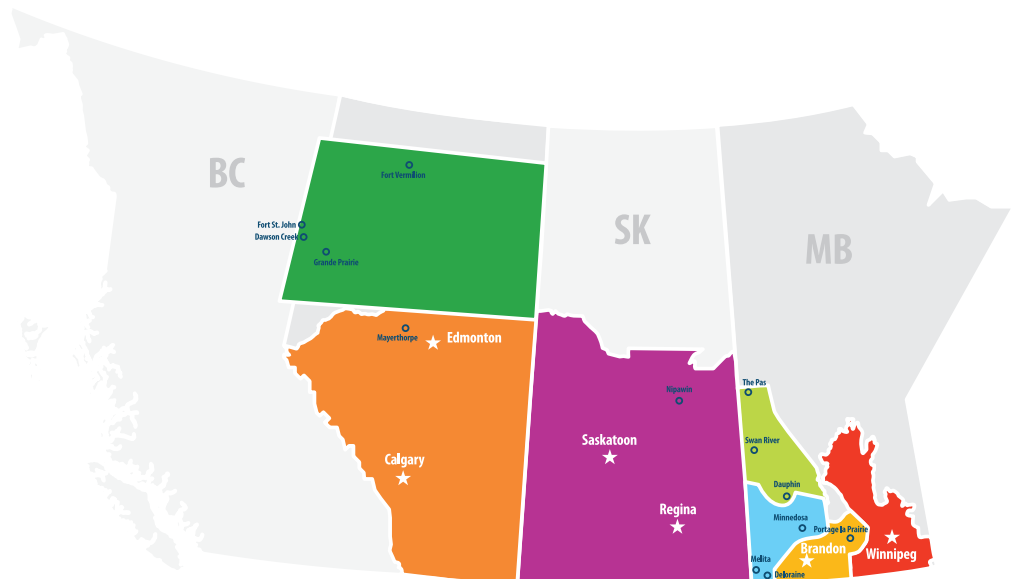 BC
Fort Vermilion
Fort St. John
Dawson Creek
Grande Prairie
SK
MB
Mayerthorpe
Edmonton
Nipawin
The Pas
Saskatoon
Swan River
Calgary
Dauphin
Regina
Minnedosa
Portage la Prairie
Brandon
Winnipeg
Melita
Deloraine